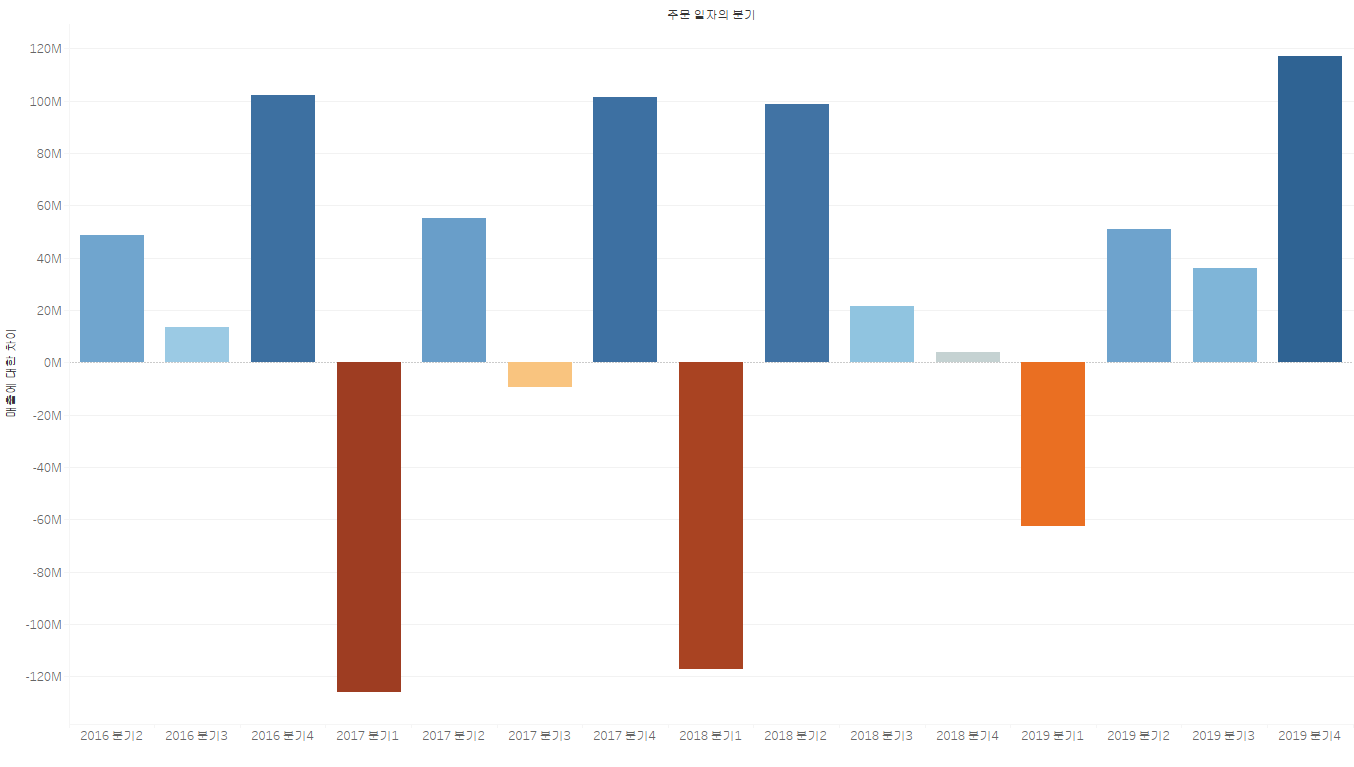 주문 일자의 분기
매출에 대한 차이
120M
100M
80M
60M
40M
20M
0M
-20M
-40M
-60M
-80M
-100M
-120M
2016 분기2
2016 분기3
2016 분기4
2017 분기1
2017 분기2
2017 분기3
2017 분기4
2018 분기1
2018 분기2
2018 분기3
2018 분기4
2019 분기1
2019 분기2
2019 분기3
2019 분기4